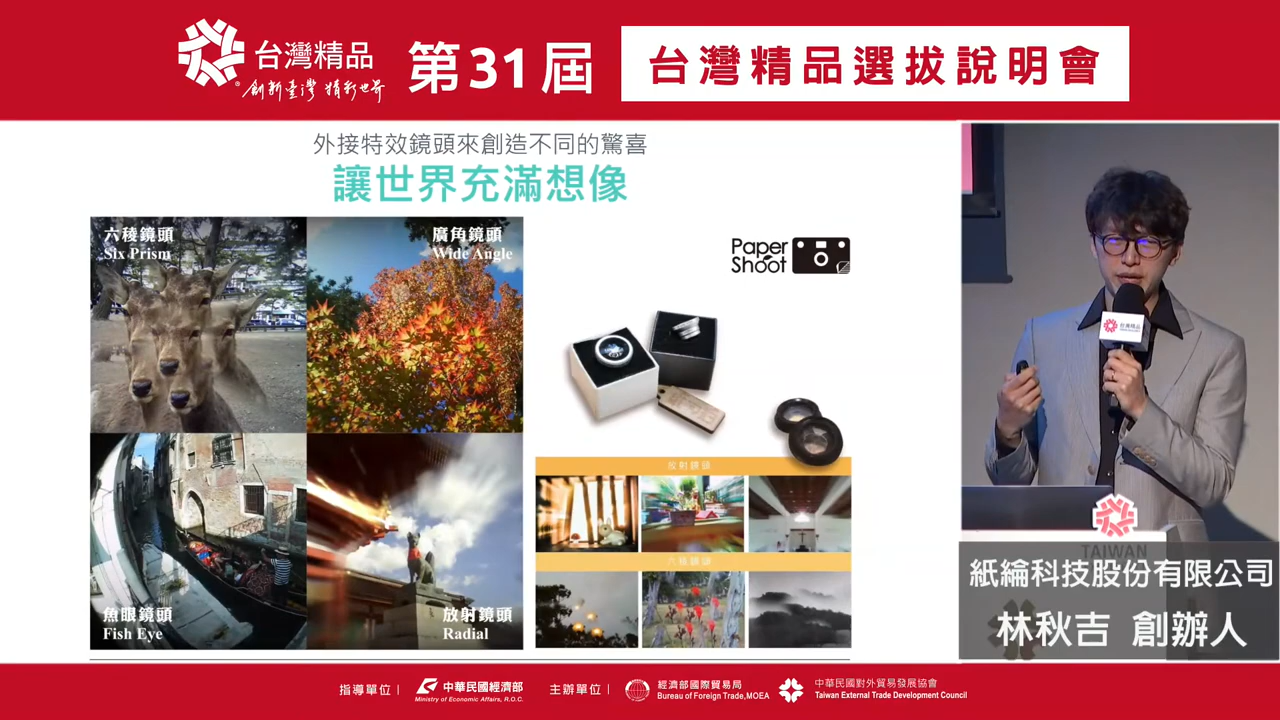 台灣精品
創新臺灣 精彩世界
第31屆
台灣精品選拔說明會
外接特效鏡頭來創造不同的驚喜
讓世界充滿想像
六稜鏡頭
Six Prism
廣角鏡頭
Wide Angle
魚眼鏡頭
Fish Eye
放射鏡頭
Radial
Paper
Shoot
放射鏡頭
六稜鏡頭
台灣精品
TAIWAN
紙綸科技股份有限公司
林秋吉 創辦人
指導單位
中華民國經濟部
Ministry of Economic Affairs, R.O.C.
主辦單位
經濟部國際貿易局
Bureau of Foreign Trade,MOEA
中華民國對外貿易發展協會
Taiwan External Trade Development Council